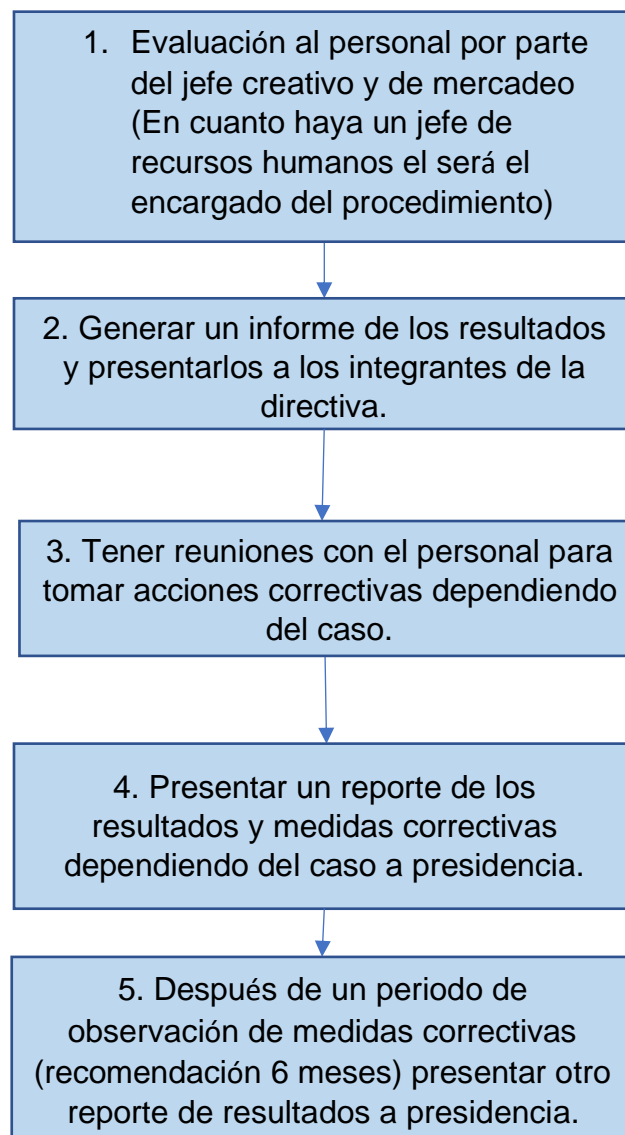 1. Evaluación al personal por parte
del jefe creativo y de mercadeo
(En cuanto haya un jefe de
recursos humanos el será el
encargado del procedimiento)
2. Generar un informe de los resultados
y presentarlos a los integrantes de la
directiva.
3. Tener reuniones con el personal para
tomar acciones correctivas dependiendo
del caso.
4. Presentar un reporte de los
resultados y medidas correctivas
dependiendo del caso a presidencia.
5. Después de un periodo de
observación de medidas correctivas
(recomendación 6 meses) presentar otro
reporte de resultados a presidencia.